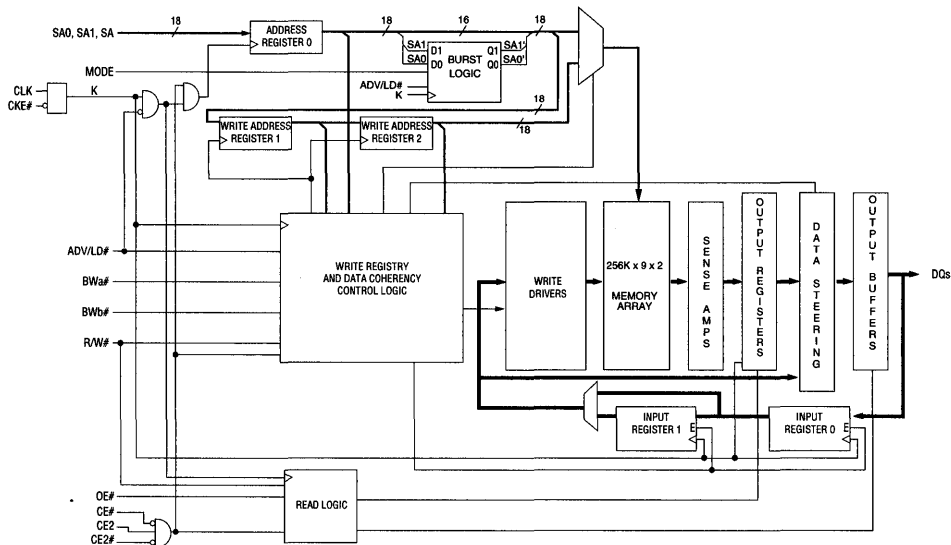 18
18
16
18
SA0, SA1, SA
ADDRESS
REGISTER 0
SA1
SA0
D1
D0
Q1
Q0
BURST
LOGIC
SA1'
SA0'
MODE
ADV/LD#
K
CLK
CKE#
K
18
18
WRITE ADDRESS
REGISTER 1
WRITE ADDRESS
REGISTER 2
ADV/LD#
BWa#
BWb#
R/W#
WRITE REGISTRY
AND DATA COHERENCY
CONTROL LOGIC
WRITE
DRIVERS
256K x 9 x 2
MEMORY
ARRAY
SENSE AMPS
OUTPUT REGISTERS
DATA STEERING
OUTPUT BUFFERS
DQs
INPUT
REGISTER 1
E
INPUT
REGISTER 0
E
OE#
CE#
CE2
CE2#
READ LOGIC